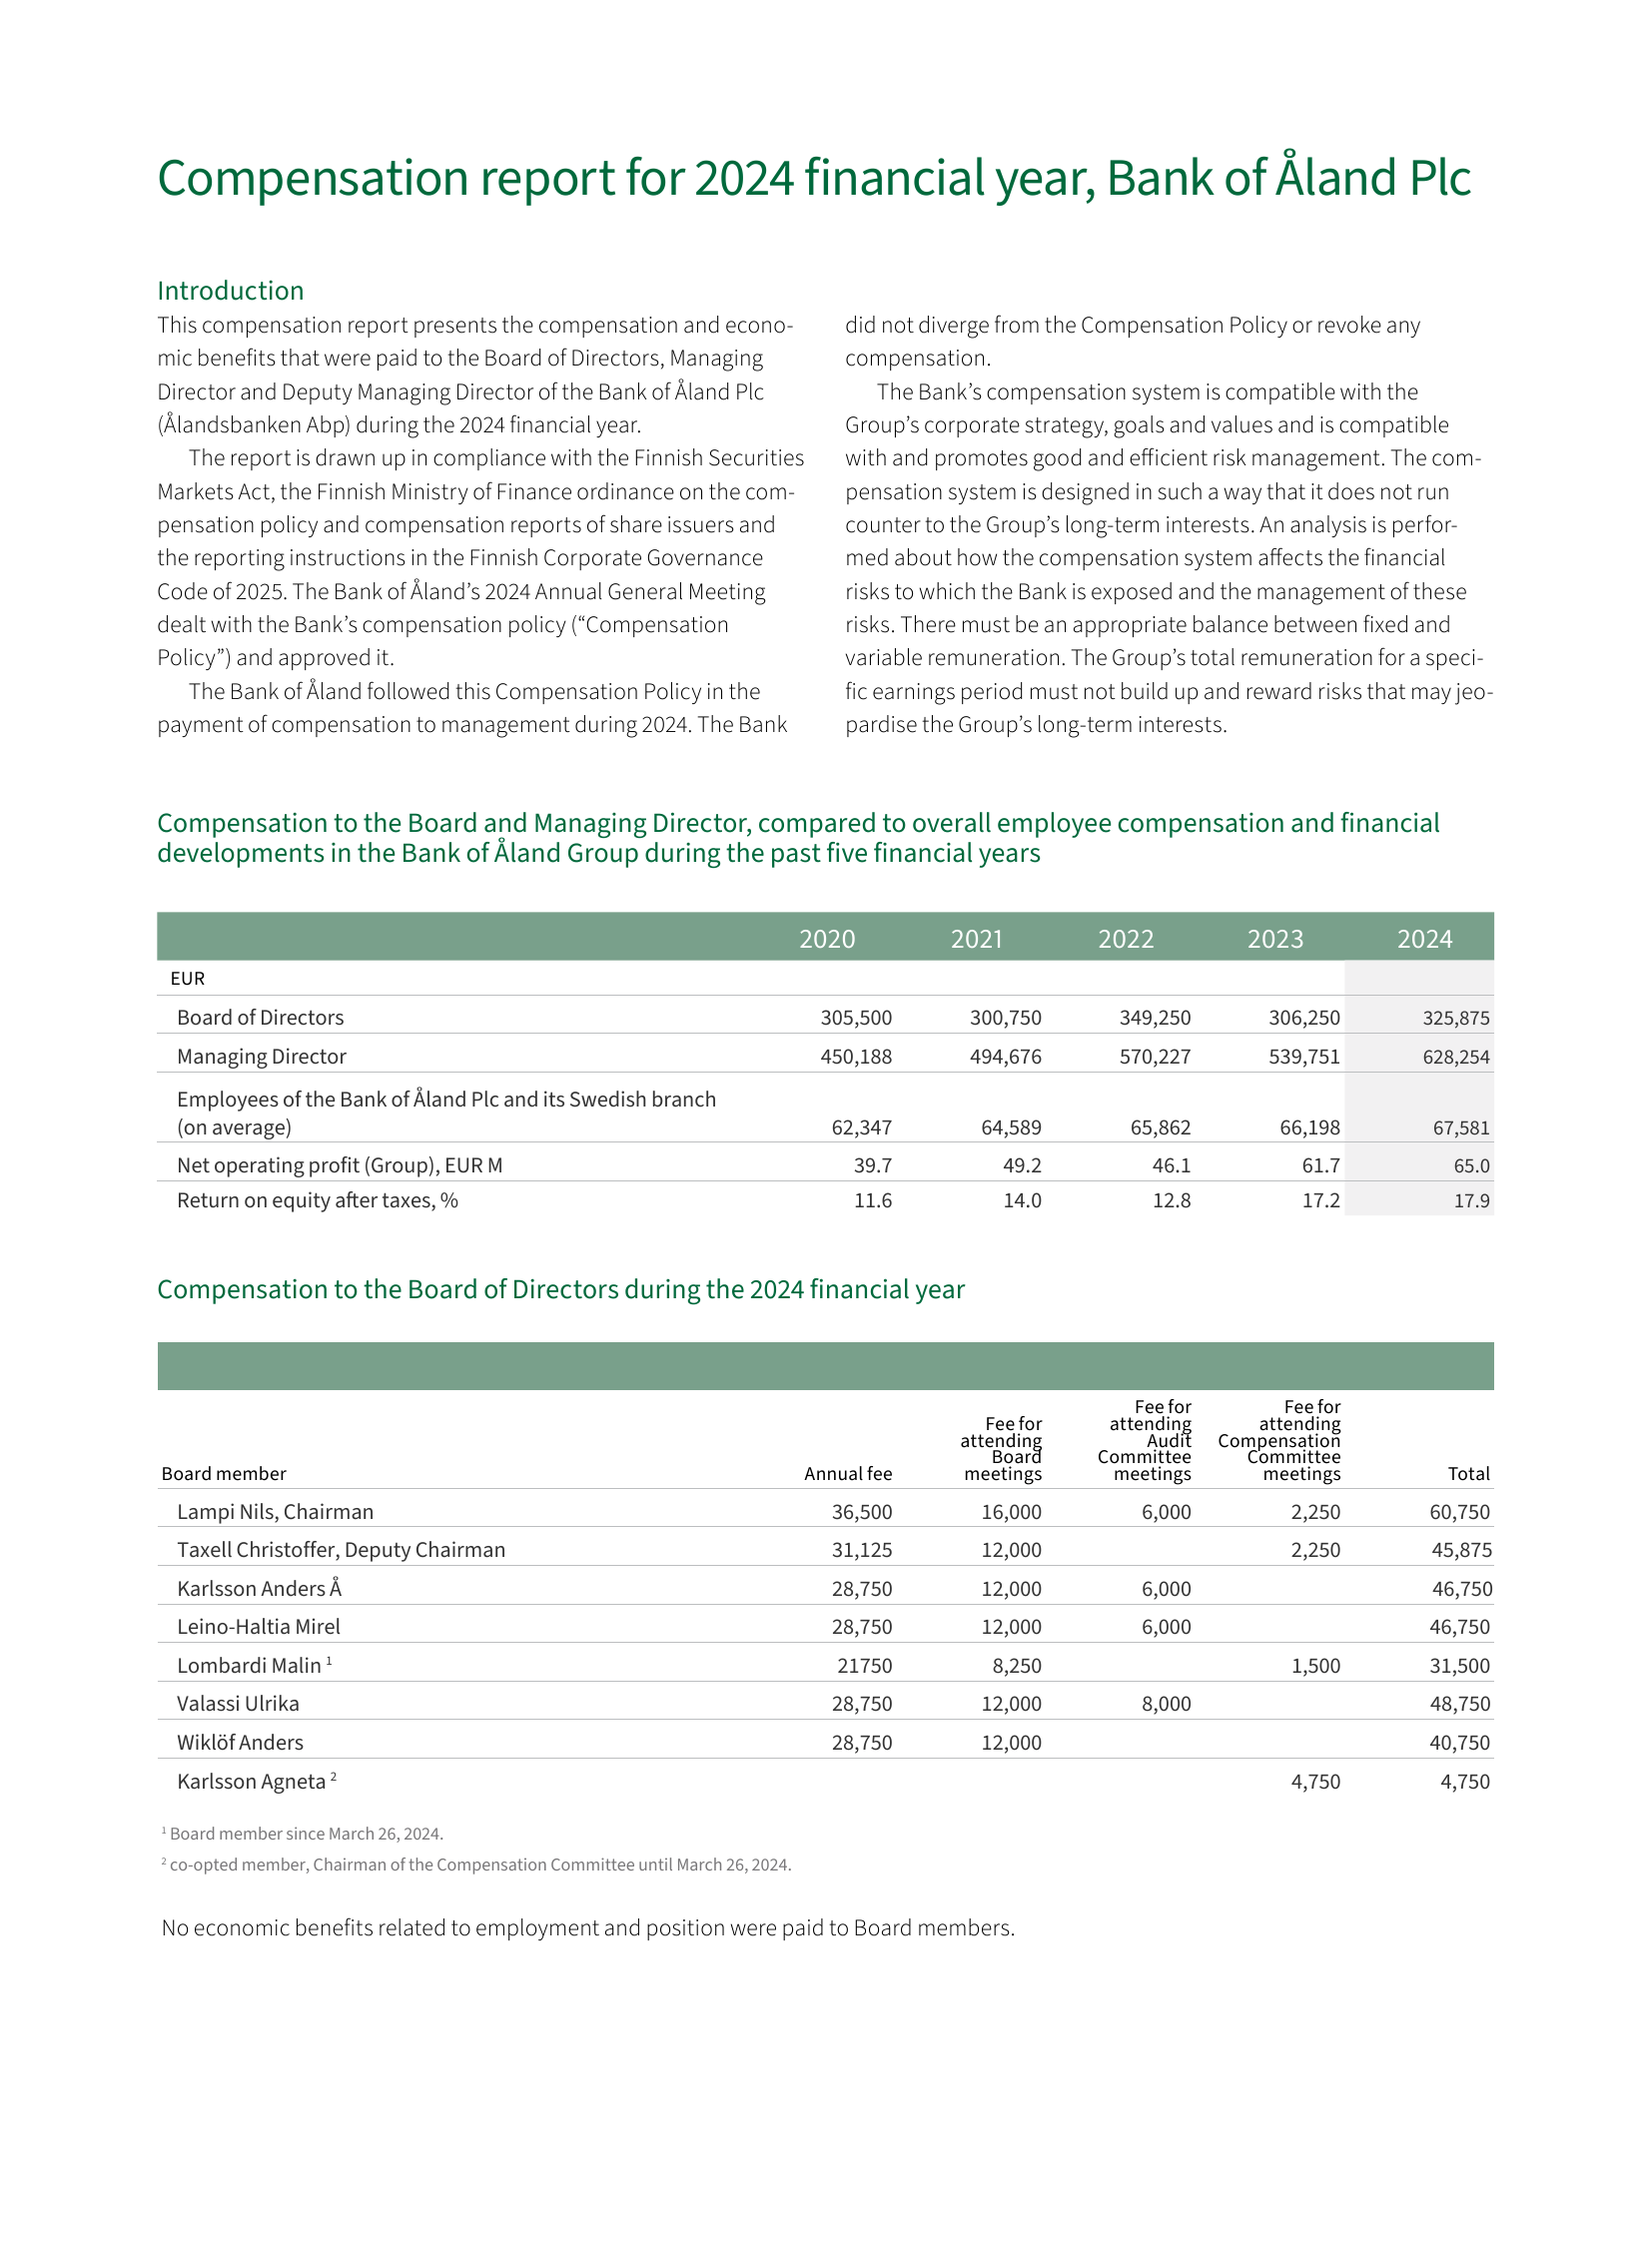 Compensation report for 2024 financial year, Bank of Åland Plc
Introduction
This compensation report presents the compensation and econo-
mic benefits that were paid to the Board of Directors, Managing
Director and Deputy Managing Director of the Bank of Åland Plc
(Ålandsbanken Abp) during the 2024 financial year.
The report is drawn up in compliance with the Finnish Securities
Markets Act, the Finnish Ministry of Finance ordinance on the com-
pensation policy and compensation reports of share issuers and
the reporting instructions in the Finnish Corporate Governance
Code of 2025. The Bank of Åland’s 2024 Annual General Meeting
dealt with the Bank’s compensation policy (“Compensation
Policy”) and approved it.
The Bank of Åland followed this Compensation Policy in the
payment of compensation to management during 2024. The Bank
did not diverge from the Compensation Policy or revoke any
compensation.
The Bank’s compensation system is compatible with the
Group’s corporate strategy, goals and values and is compatible
with and promotes good and efficient risk management. The com-
pensation system is designed in such a way that it does not run
counter to the Group’s long-term interests. An analysis is perfor-
med about how the compensation system affects the financial
risks to which the Bank is exposed and the management of these
risks. There must be an appropriate balance between fixed and
variable remuneration. The Group’s total remuneration for a speci-
fic earnings period must not build up and reward risks that may jeo-
pardise the Group’s long-term interests.
Compensation to the Board and Managing Director, compared to overall employee compensation and financial
developments in the Bank of Åland Group during the past five financial years
2020 2021 2022 2023 2024
EUR
Board of Directors 305,500 300,750 349,250 306,250 325,875
Managing Director 450,188 494,676 570,227 539,751 628,254
Employees of the Bank of Åland Plc and its Swedish branch
(on average) 62,347 64,589 65,862 66,198 67,581
Net operating profit (Group), EUR M 39.7 49.2 46.1 61.7 65.0
Return on equity after taxes, % 11.6 14.0 12.8 17.2 17.9
Compensation to the Board of Directors during the 2024 financial year
Fee for Fee for
Fee for attending attending
attending Audit Compensation
Board Committee Committee
Board member Annual fee meetings meetings meetings Total
Lampi Nils, Chairman 36,500 16,000 6,000 2,250 60,750
Taxell Christoffer, Deputy Chairman 31,125 12,000 2,250 45,875
Karlsson Anders Å 28,750 12,000 6,000 46,750
Leino-Haltia Mirel 28,750 12,000 6,000 46,750
Lombardi Malin 1 21750 8,250 1,500 31,500
Valassi Ulrika 28,750 12,000 8,000 48,750
Wiklöf Anders 28,750 12,000 40,750
Karlsson Agneta 2 4,750 4,750
1 Board member since March 26, 2024.
2 co-opted member, Chairman of the Compensation Committee until March 26, 2024.
No economic benefits related to employment and position were paid to Board members.